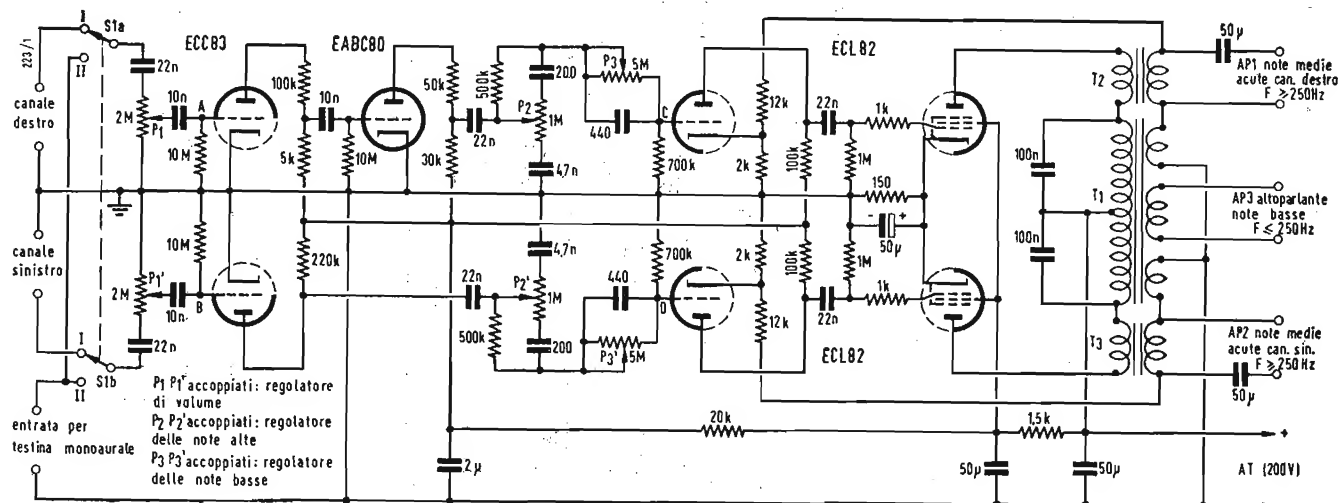 I
S1a
223/1
II
22n
canale
destro
2M
P1
10n
A
10M
ECC83
100k
5k
10n
10M
EABC80
50k
30k
22n
500k
200
P2
1M
4,7n
P3
5M
440
C
700k
12k
2k
ECL82
22n
100k
1k
1M
150
- +
50µ
T2
100n
T1
100n
T3
50µ
AP1 note medie
acute can. destro
F ≥ 250Hz
AP3 altoparlante
note basse
F ≤ 250Hz
AP2 note medie
acute can. sin.
F ≥ 250Hz
50µ
canale
sinistro
2M
P1'
10n
B
10M
22n
I
S1b
II
220k
22n
500k
4,7n
P2'
1M
200
440
P3'
5M
D
700k
2k
12k
100k
22n
1M
1k
ECL82
entrata per
testina monoaurale
P1 P1' accoppiati: regolatore
di volume
P2 P2' accoppiati: regolatore
delle note alte
P3 P3' accoppiati: regolatore
delle note basse
2µ
20k
1,5k
50µ
50µ
+
AT (200V)